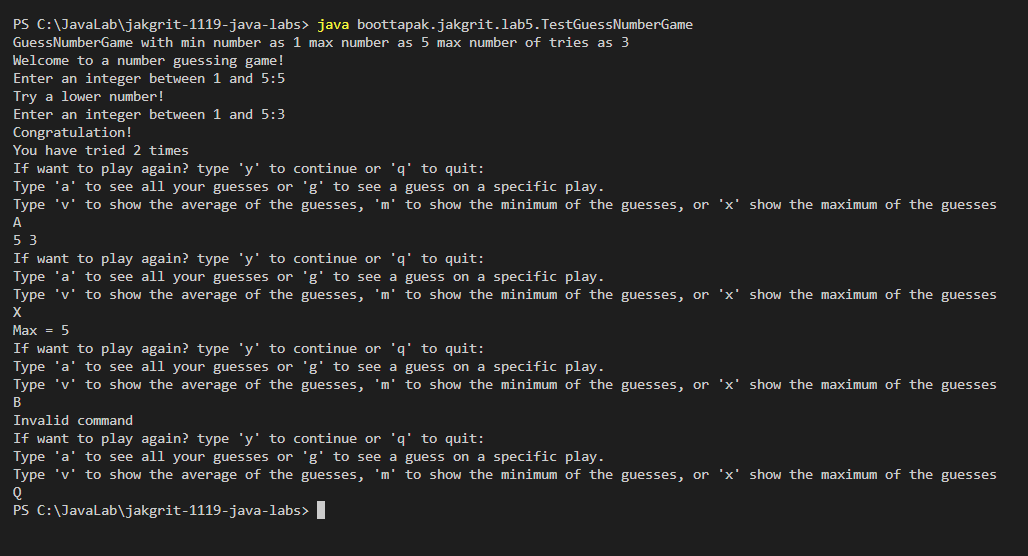 PS C:\JavaLab\jakgrit-1119-java-labs> java boottapak.jakgrit.lab5.TestGuessNumberGame
GuessNumberGame with min number as 1 max number as 5 max number of tries as 3
Welcome to a number guessing game!
Enter an integer between 1 and 5:5
Try a lower number!
Enter an integer between 1 and 5:3
Congratulation!
You have tried 2 times
If want to play again? type 'y' to continue or 'q' to quit:
Type 'a' to see all your guesses or 'g' to see a guess on a specific play.
Type 'v' to show the average of the guesses, 'm' to show the minimum of the guesses, or 'x' show the maximum of the guesses
A
5 3
If want to play again? type 'y' to continue or 'q' to quit:
Type 'a' to see all your guesses or 'g' to see a guess on a specific play.
Type 'v' to show the average of the guesses, 'm' to show the minimum of the guesses, or 'x' show the maximum of the guesses
X
Max = 5
If want to play again? type 'y' to continue or 'q' to quit:
Type 'a' to see all your guesses or 'g' to see a guess on a specific play.
Type 'v' to show the average of the guesses, 'm' to show the minimum of the guesses, or 'x' show the maximum of the guesses
B
Invalid command
If want to play again? type 'y' to continue or 'q' to quit:
Type 'a' to see all your guesses or 'g' to see a guess on a specific play.
Type 'v' to show the average of the guesses, 'm' to show the minimum of the guesses, or 'x' show the maximum of the guesses
Q
PS C:\JavaLab\jakgrit-1119-java-labs>